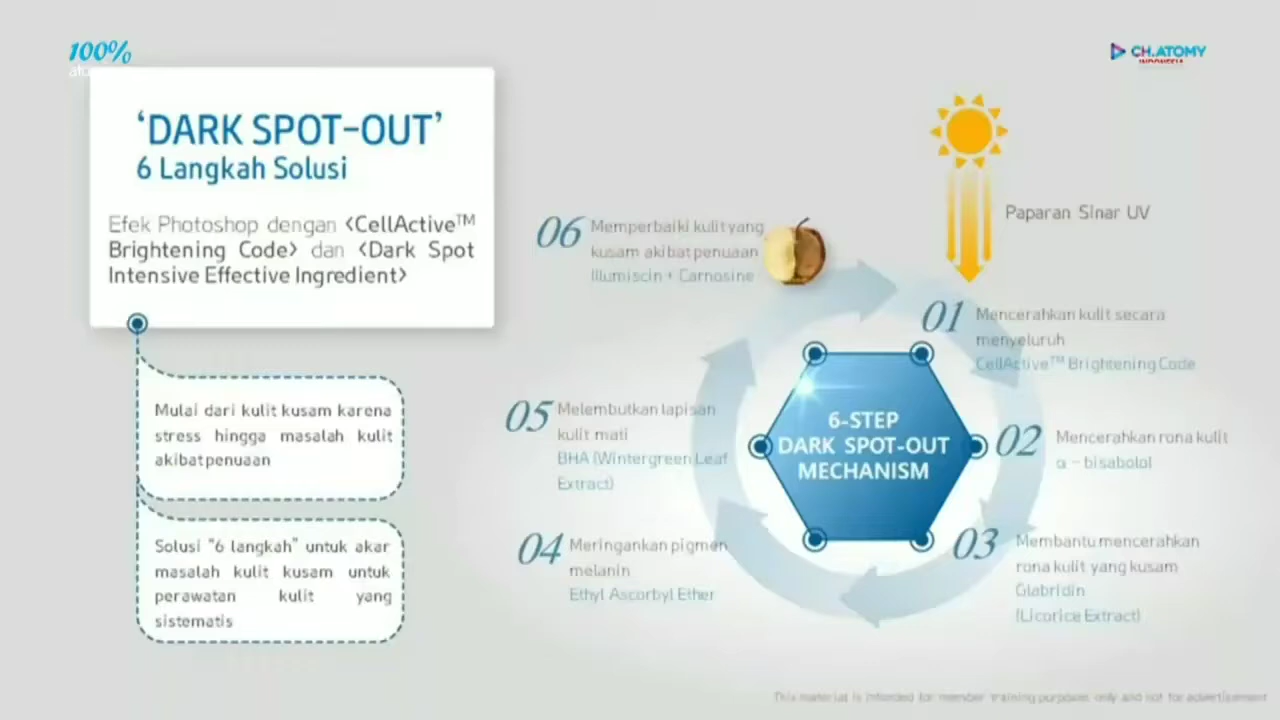 100%
CH.ATOMY
INDONESIA
'DARK SPOT-OUT'
6 Langkah Solusi
Efek Photoshop dengan <CellActive™
Brightening Code> dan <Dark Spot
Intensive Effective Ingredient>
Mulai dari kulit kusam karena
stress hingga masalah kulit
akibat penuaan
Solusi "6 langkah" untuk akar
masalah kulit kusam untuk
perawatan kulit yang
sistematis
Paparan Sinar UV
01
Mencerahkan kulit secara
menyeluruh
CellActive™ Brightening Code
02
Mencerahkan rona kulit
α - bisabolol
03
Membantu mencerahkan
rona kulit yang kusam
Glabridin
(Licorice Extract)
04
Meringankan pigmen
melanin
Ethyl Ascorbyl Ether
05
Melembutkan lapisan
kulit mati
BHA (Wintergreen Leaf
Extract)
06
Memperbaiki kulit yang
kusam akibat penuaan
Illumiscin + Carnosine
6-STEP
DARK SPOT-OUT
MECHANISM
This material is intended for member training purposes only and not for advertisement